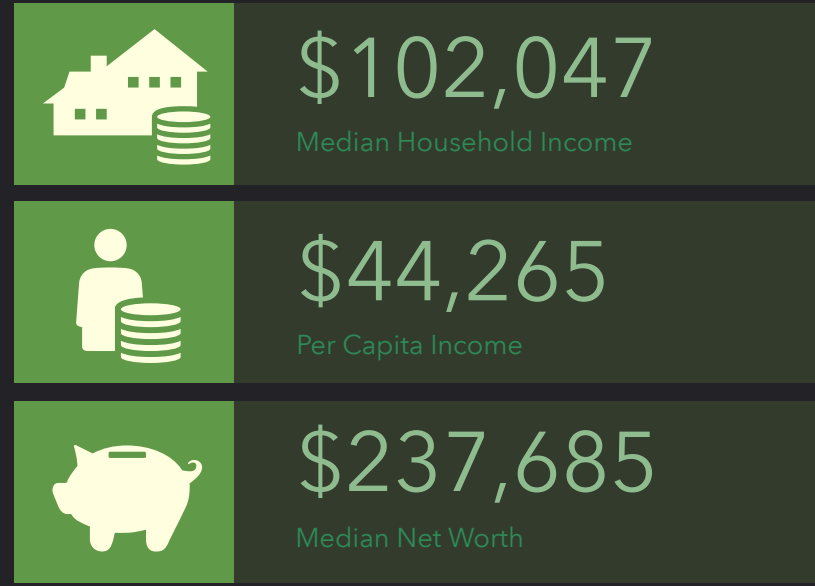 $102,047
Median Household Income
$44,265
Per Capita Income
$237,685
Median Net Worth